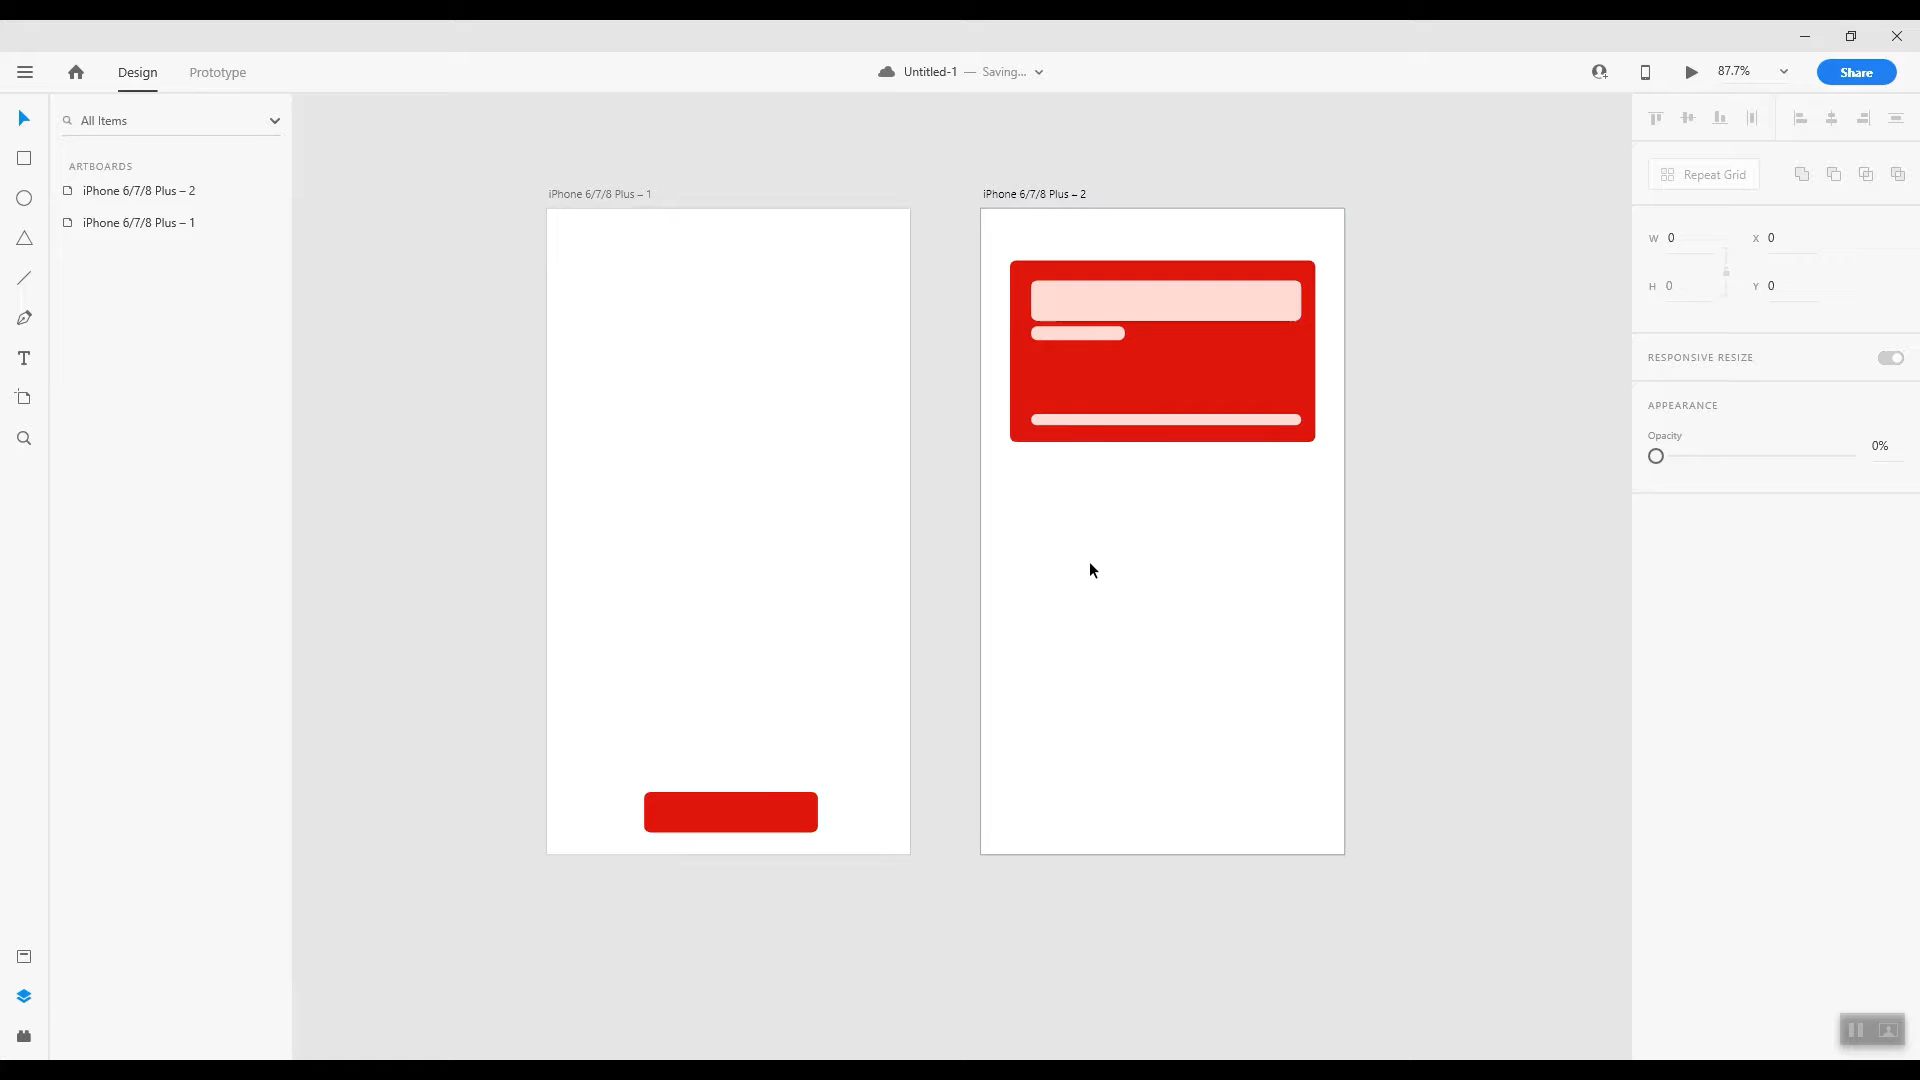 Design
Prototype
Untitled-1 — Saving...
87.7%
Share
All Items
ARTBOARDS
iPhone 6/7/8 Plus – 2
iPhone 6/7/8 Plus – 1
iPhone 6/7/8 Plus – 1
iPhone 6/7/8 Plus – 2
T
Repeat Grid
W 0
X 0
H 0
Y 0
RESPONSIVE RESIZE
APPEARANCE
Opacity
0%